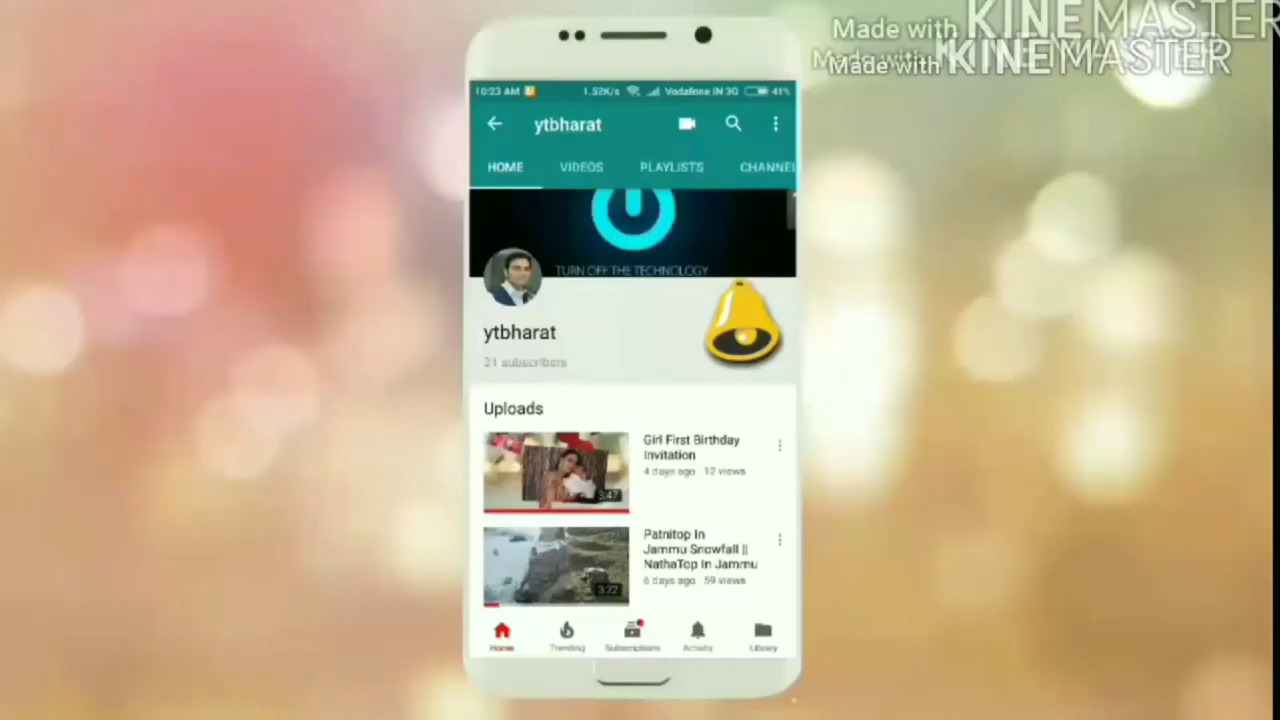 Made with KINEMASTER
Made with KINEMASTER
10:23 AM 1.52K/s Vodafone IN 3G 41%
ytbharat
HOME VIDEOS PLAYLISTS CHANNEL
TURN OFF THE TECHNOLOGY
ytbharat
21 subscribers
Uploads
Girl First Birthday
Invitation
4 days ago 12 views
3:47
Patnitop In
Jammu Snowfall ||
NathaTop In Jammu
6 days ago 59 views
3:22
Home Trending Subscriptions Activity Library